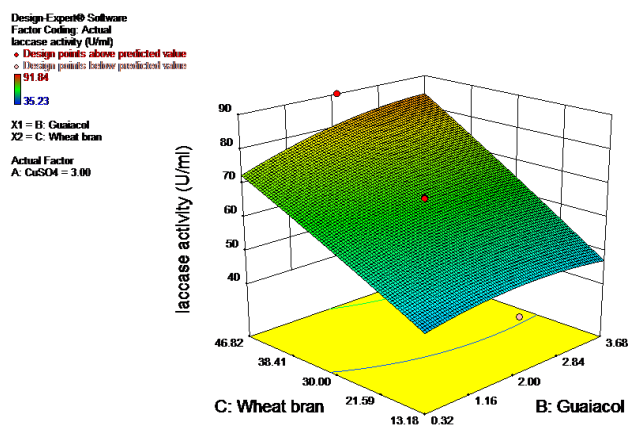 Design-Expert® Software
Factor Coding: Actual
laccase activity (U/ml)
Design points above predicted value
Design points below predicted value
91.84
35.23
X1 = B: Guaiacol
X2 = C: Wheat bran
Actual Factor
A: CuSO4 = 3.00
90
80
70
60
50
40
laccase activity (U/ml)
46.82
38.41
30.00
21.59
13.18
C: Wheat bran
0.32
1.16
2.00
2.84
3.68
B: Guaiacol